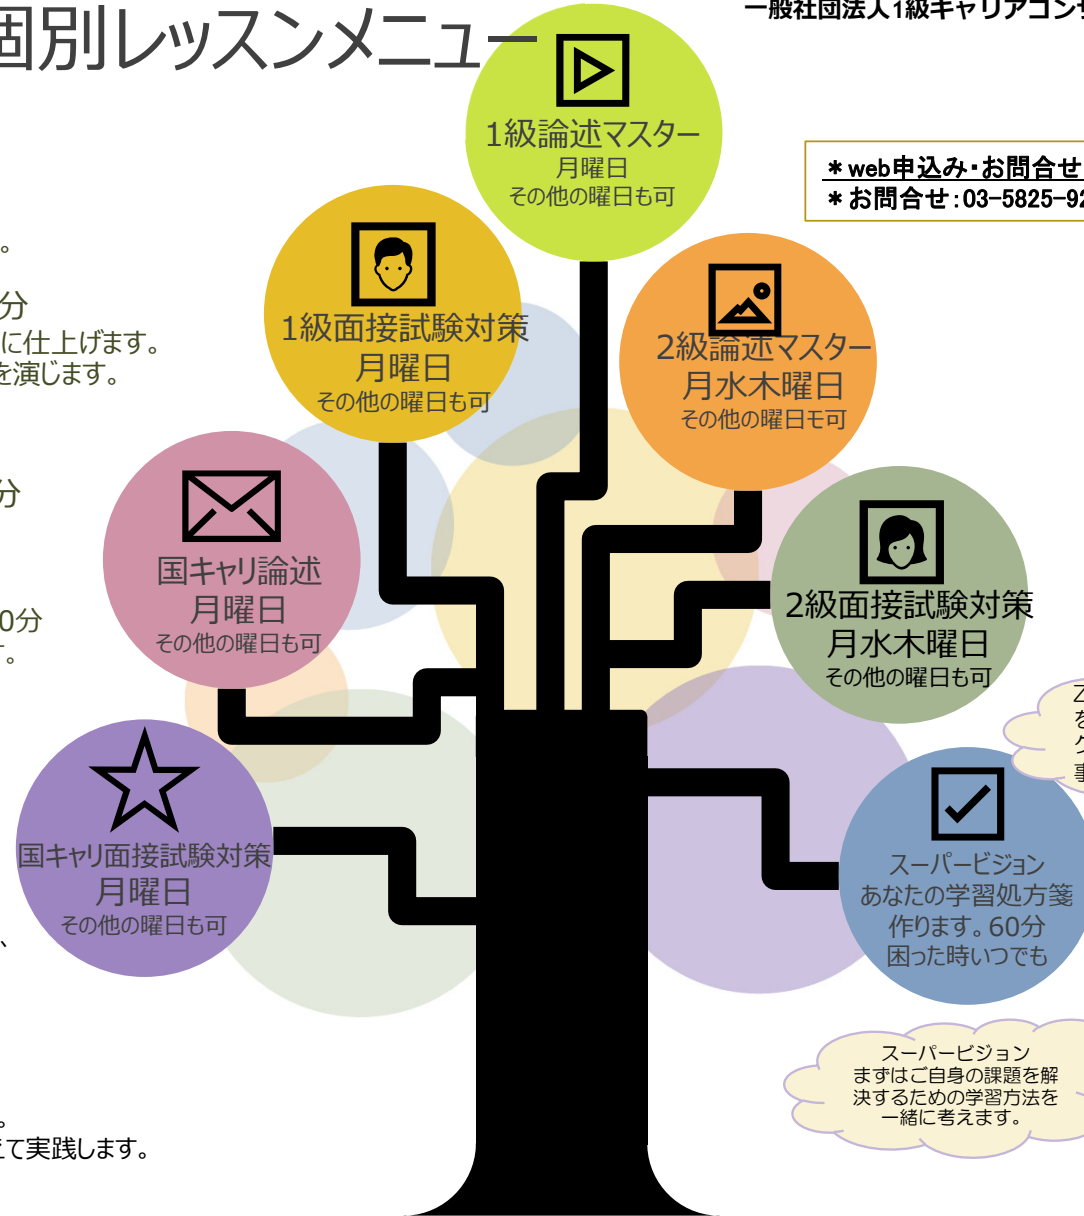 個別レッスンメニュー
一般社団法人1級キャリアコンサ
1級論述マスター
月曜日
その他の曜日も可
*web申込み・お問合せ
*お問合せ:03-5825-92
。
分
に仕上げます。
を演じます。
1級面接試験対策
月曜日
その他の曜日も可
2級論述マスター
月水木曜日
その他の曜日モ可
分
国キャリ論述
月曜日
その他の曜日も可
2級面接試験対策
月水木曜日
その他の曜日も可
0分
す。
を
事
国キャリ面接試験対策
月曜日
その他の曜日も可
スーパービジョン
あなたの学習処方箋
作ります。60分
困った時いつでも
、
スーパービジョン
まずはご自身の課題を解
決するための学習方法を
一緒に考えます。
。
えて実践します。